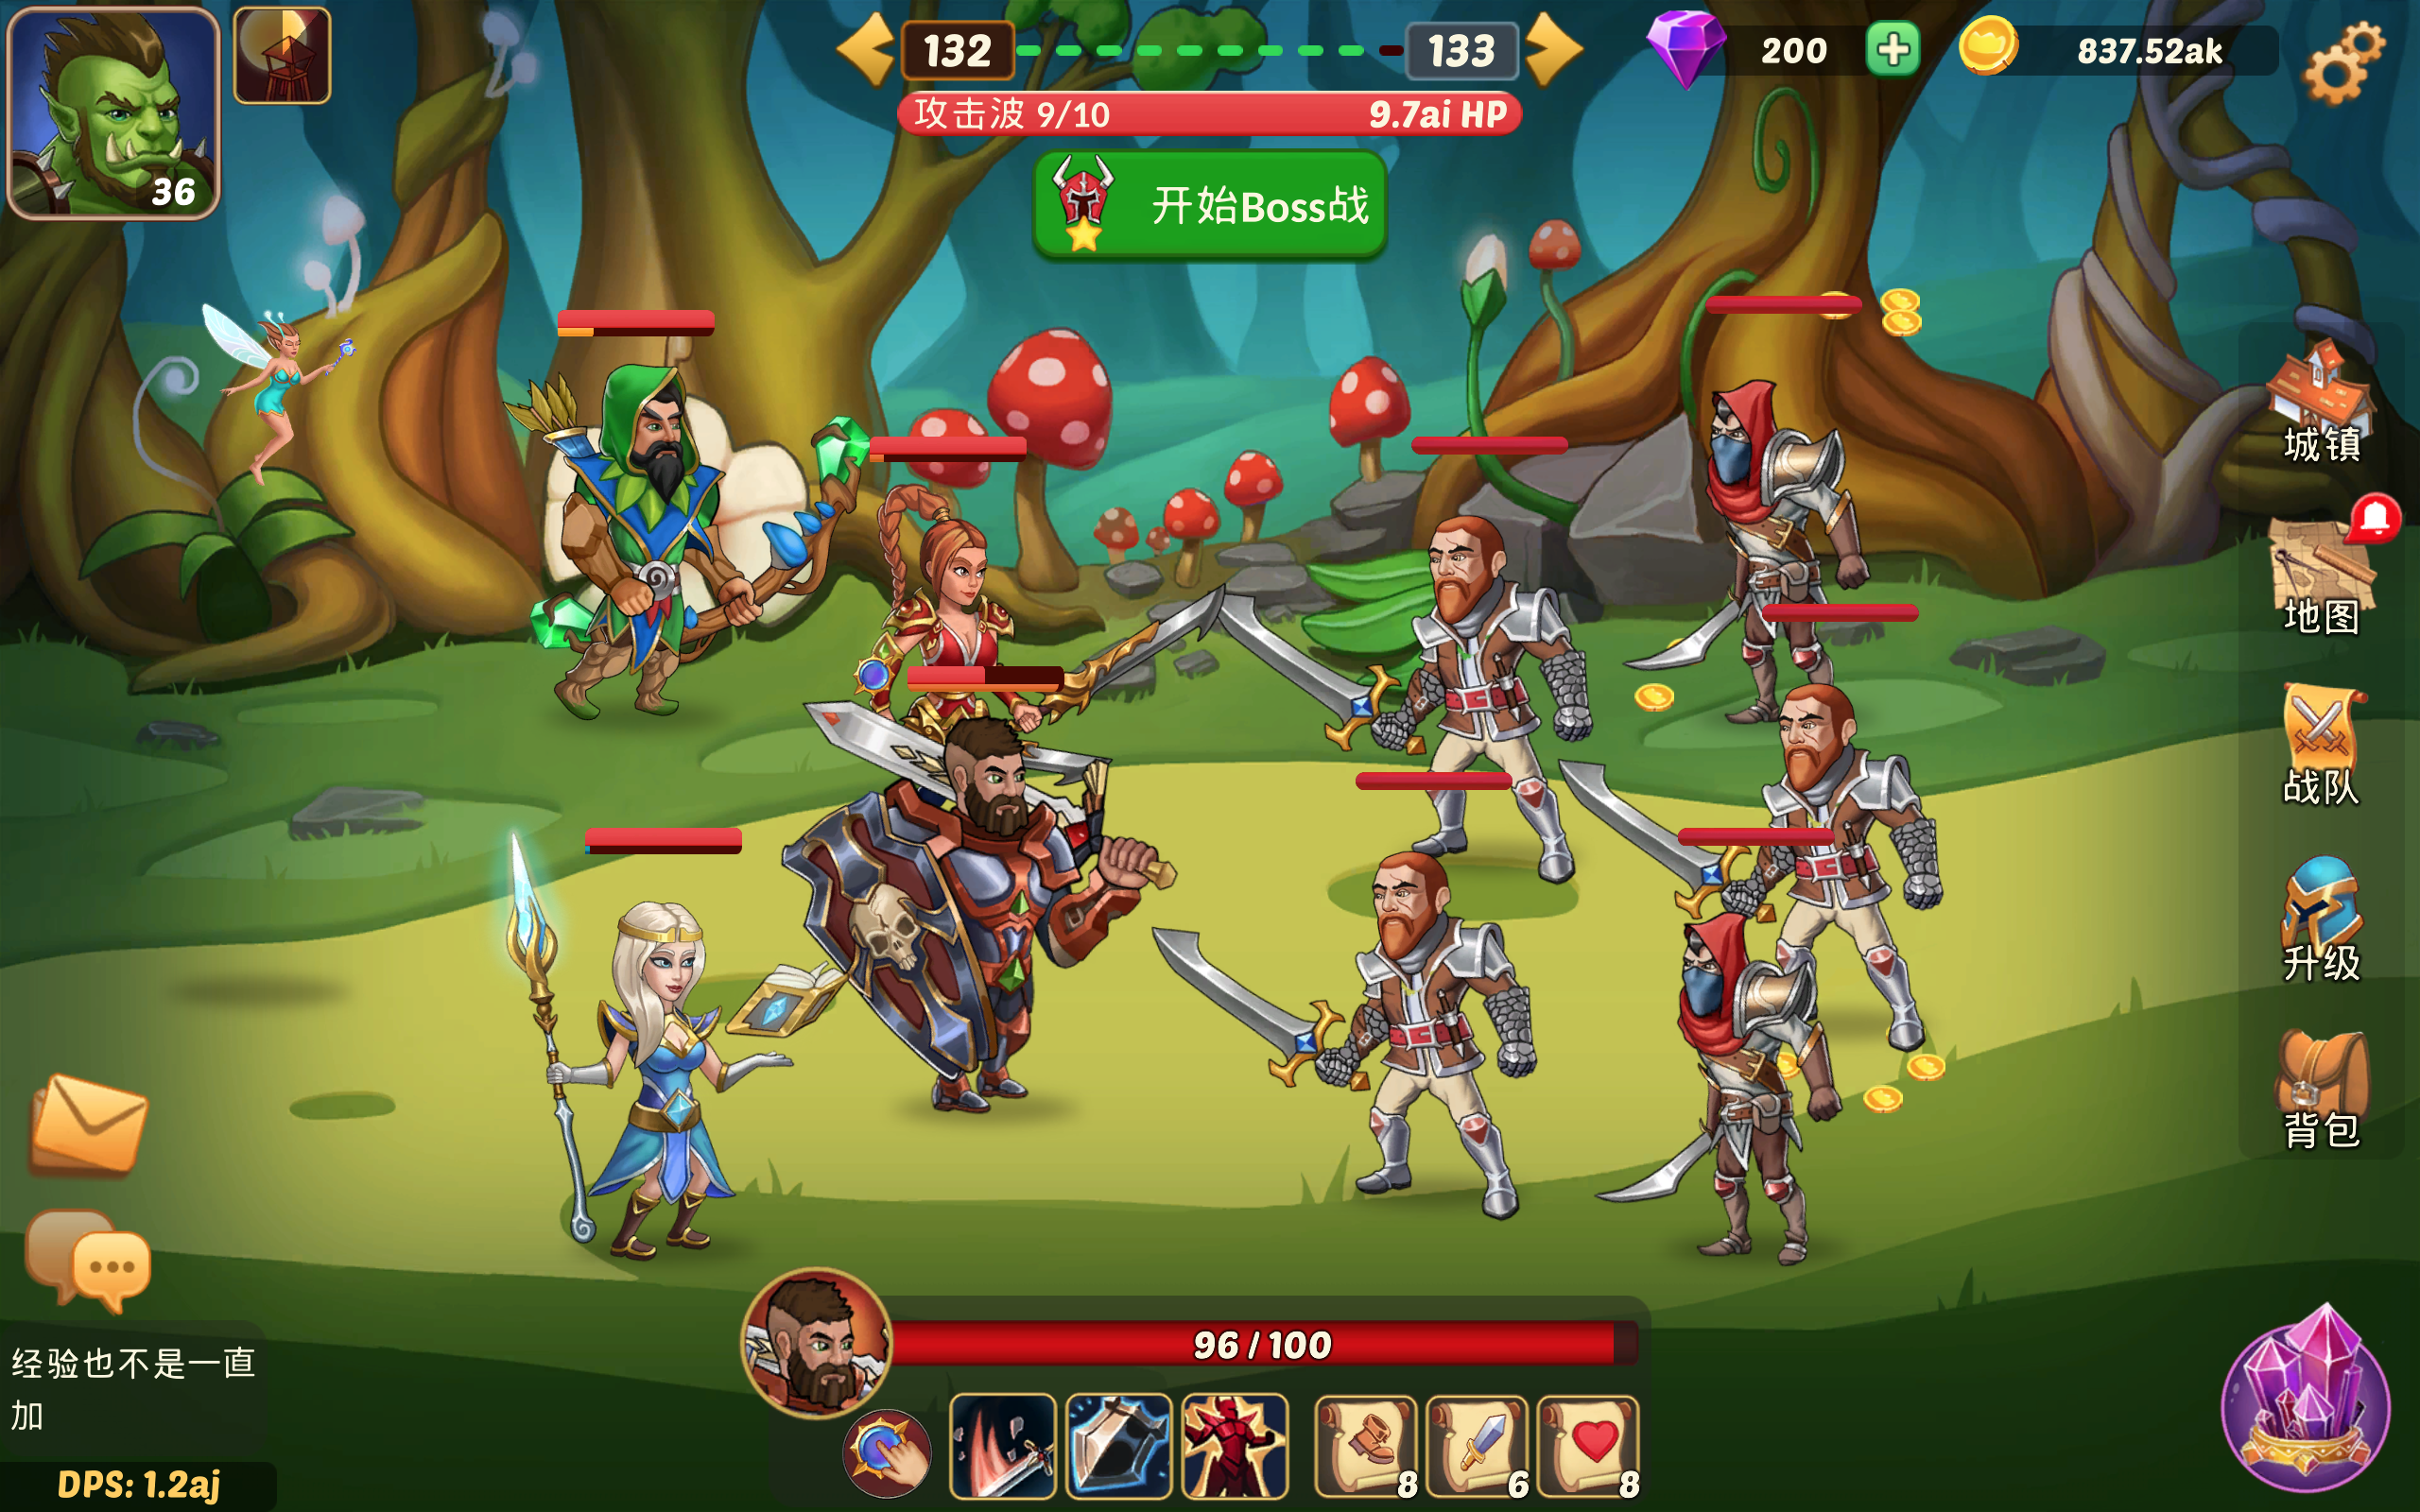 132
133
200
837.52ak
攻击波 9/10
9.7ai HP
36
开始Boss战
城镇
地图
战队
升级
背包
96 / 100
经验也不是一直
加
8
6
8
DPS: 1.2aj